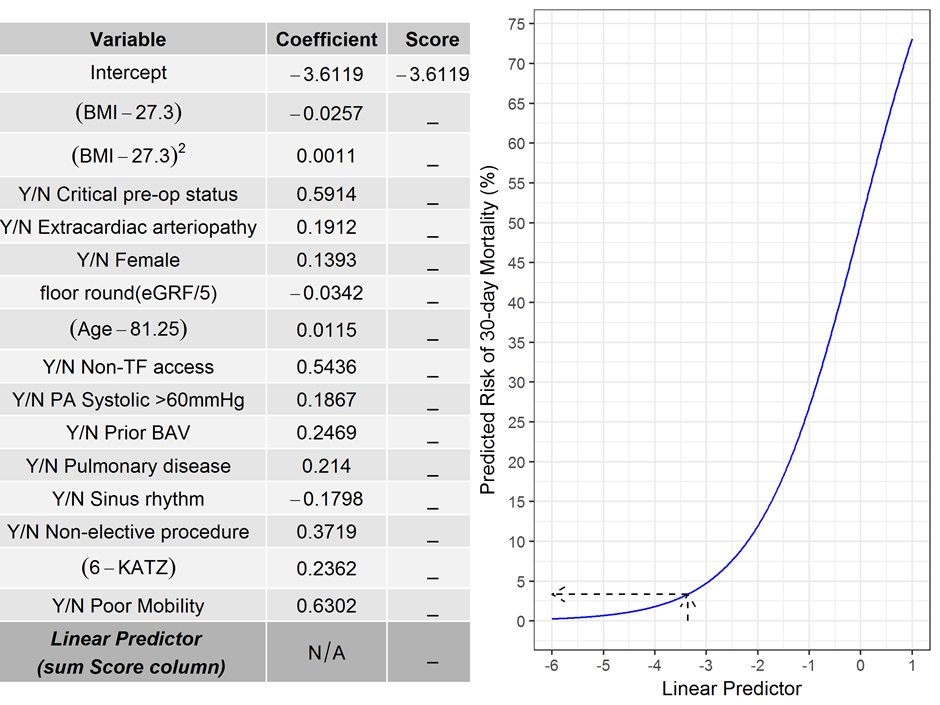 Variable Coefficient Score
Intercept −3.6119 −3.6119
(BMI − 27.3) −0.0257 _
(BMI − 27.3)² 0.0011 _
Y/N Critical pre-op status 0.5914 _
Y/N Extracardiac arteriopathy 0.1912 _
Y/N Female 0.1393 _
floor round(eGRF/5) −0.0342 _
(Age − 81.25) 0.0115 _
Y/N Non-TF access 0.5436 _
Y/N PA Systolic >60mmHg 0.1867 _
Y/N Prior BAV 0.2469 _
Y/N Pulmonary disease 0.214 _
Y/N Sinus rhythm −0.1798 _
Y/N Non-elective procedure 0.3719 _
(6 − KATZ) 0.2362 _
Y/N Poor Mobility 0.6302 _
Linear Predictor
(sum Score column) N/A _
Predicted Risk of 30-day Mortality (%)
75
70
65
60
55
50
45
40
35
30
25
20
15
10
5
0
-6 -5 -4 -3 -2 -1 0 1
Linear Predictor